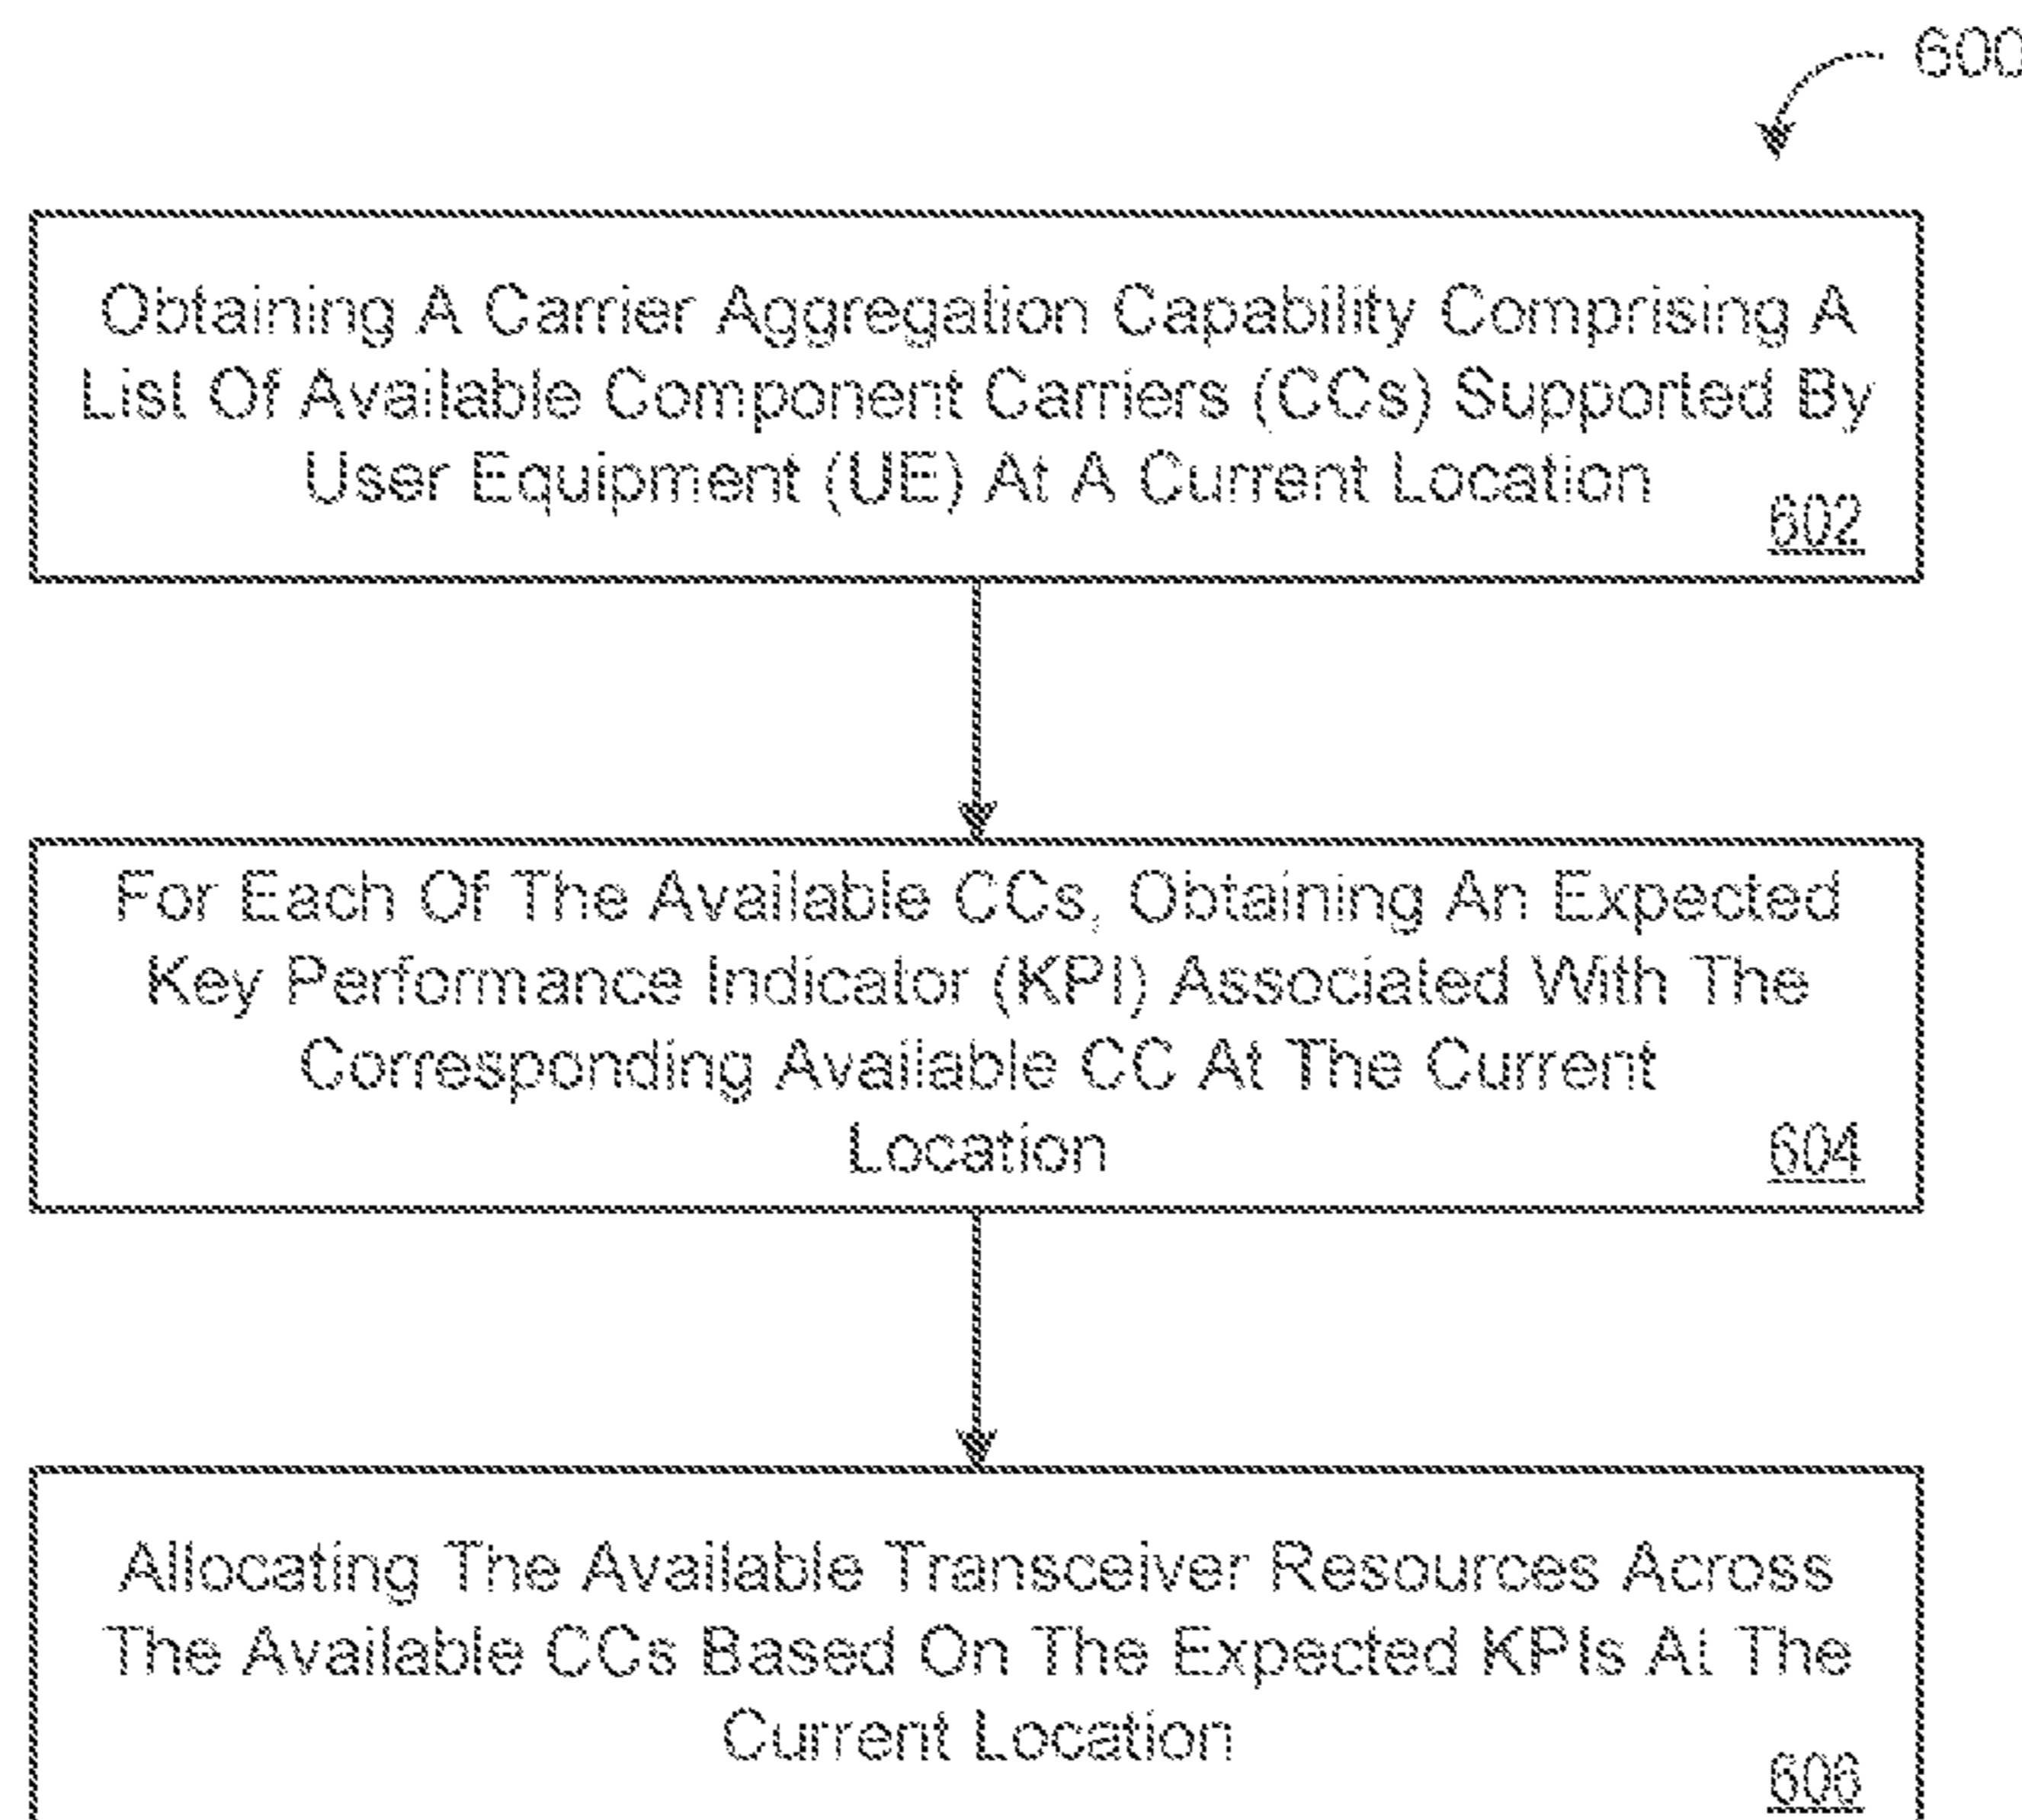 600
Obtaining A Carrier Aggregation Capability Comprising A
List Of Available Component Carriers (CCs) Supported By
User Equipment (UE) At A Current Location
602
For Each Of The Available CCs, Obtaining An Expected
Key Performance Indicator (KPI) Associated With The
Corresponding Available CC At The Current
Location
604
Allocating The Available Transceiver Resources Across
The Available CCs Based On The Expected KPIs At The
Current Location
606